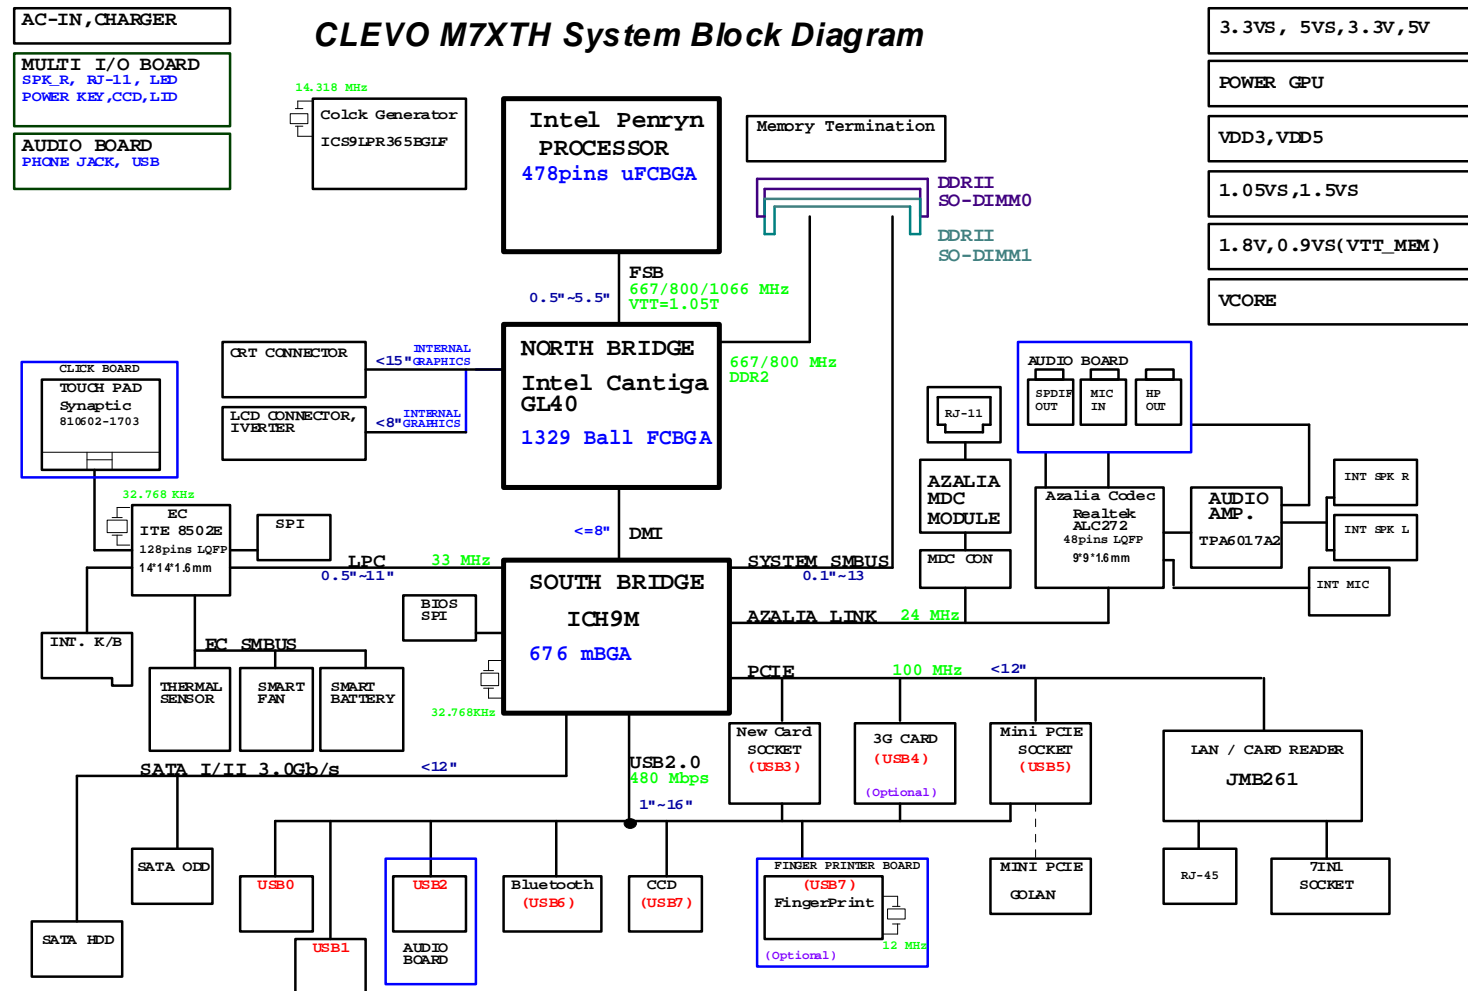 AC-IN,CHARGER
CLEVO M7XTH System Block Diagram
3.3VS, 5VS,3.3V,5V
MULTI I/O BOARD
SPK_R, RJ-11, LED
POWER KEY,CCD,LID
POWER GPU
14.318 MHz
Colck Generator
ICS9LPR365BGLF
Intel Penryn
PROCESSOR
478pins uFCBGA
Memory Termination
VDD3,VDD5
AUDIO BOARD
PHONE JACK, USB
DDRII
SO-DIMM0
DDRII
SO-DIMM1
1.05VS,1.5VS
1.8V,0.9VS(VTT_MEM)
VCORE
FSB
0.5"~5.5"
667/800/1066 MHz
VTT=1.05T
NORTH BRIDGE
Intel Cantiga
GL40
1329 Ball FCBGA
667/800 MHz
DDR2
CRT CONNECTOR
<15"
INTERNAL
GRAPHICS
LCD CONNECTOR,
IVERTER
<8"
INTERNAL
GRAPHICS
CLICK BOARD
TOUCH PAD
Synaptic
810602-1703
AUDIO BOARD
SPDIF
OUT
MIC
IN
HP
OUT
RJ-11
AZALIA
MDC
MODULE
MDC CON
Azalia Codec
Realtek
ALC272
48pins LQFP
9*9*1.6mm
AUDIO
AMP.
TPA6017A2
INT SPK R
INT SPK L
INT MIC
32.768 KHz
EC
ITE 8502E
128pins LQFP
14*14*1.6mm
SPI
<=8"
DMI
LPC
0.5"~11"
33 MHz
SOUTH BRIDGE
ICH9M
676 mBGA
SYSTEM SMBUS
0.1"~13
BIOS
SPI
AZALIA LINK
24 MHz
INT. K/B
EC SMBUS
THERMAL
SENSOR
SMART
FAN
SMART
BATTERY
32.768KHz
PCIE
100 MHz
<12"
New Card
SOCKET
(USB3)
3G CARD
(USB4)
(Optional)
Mini PCIE
SOCKET
(USB5)
LAN / CARD READER
JMB261
SATA I/II 3.0Gb/s
<12"
USB2.0
480 Mbps
1"~16"
SATA ODD
SATA HDD
USB0
USB1
USB2
AUDIO
BOARD
Bluetooth
(USB6)
CCD
(USB7)
FINGER PRINTER BOARD
(USB7)
FingerPrint
12 MHz
(Optional)
MINI PCIE
GOLAN
RJ-45
7IN1
SOCKET